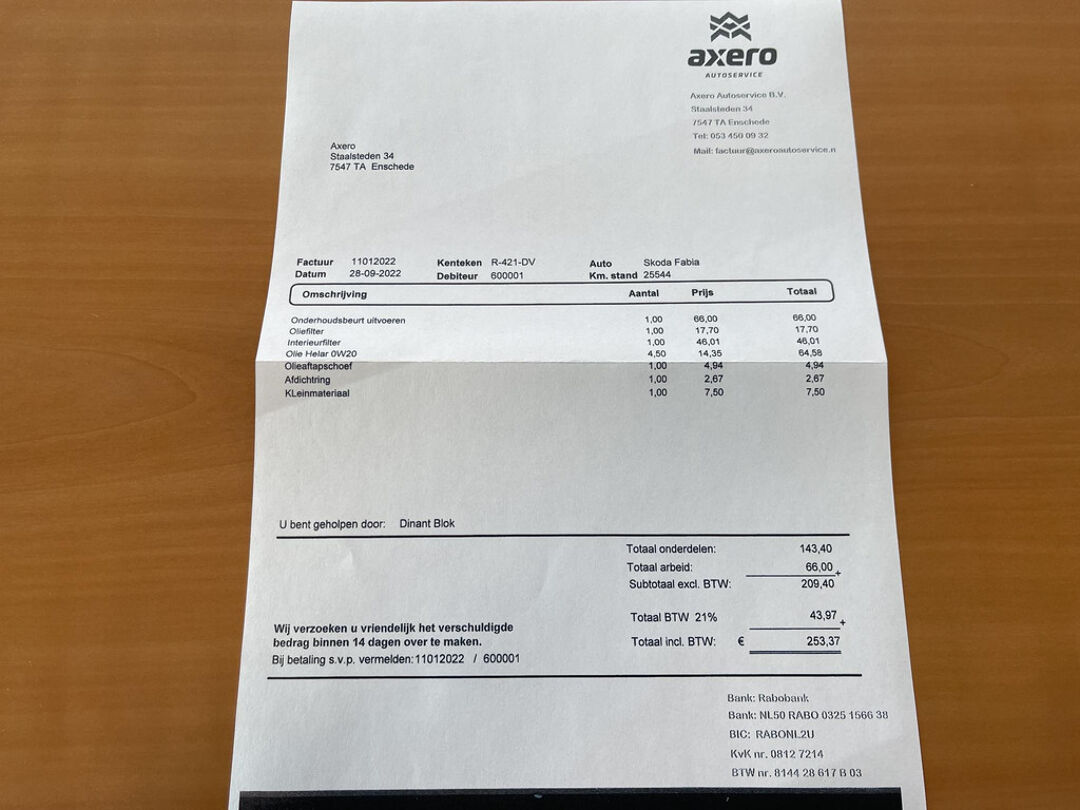 axero
AUTOSERVICE
Axero Autoservice B.V.
Staalsteden 34
7547 TA Enschede
Tel: 053 450 09 32
Mail: factuur@axeroautoservice.n
Axero
Staalsteden 34
7547 TA Enschede
Factuur 11012022 Kenteken R-421-DV Auto Skoda Fabia
Datum 28-09-2022 Debiteur 600001 Km. stand 25544
Omschrijving Aantal Prijs Totaal
Onderhoudsbeurt uitvoeren 1,00 66,00 66,00
Oliefilter 1,00 17,70 17,70
Interieurfilter 1,00 46,01 46,01
Olie Helar 0W20 4,50 14,35 64,58
Olieaftapschoef 1,00 4,94 4,94
Afdichtring 1,00 2,67 2,67
KLeinmateriaal 1,00 7,50 7,50
U bent geholpen door: Dinant Blok
Totaal onderdelen: 143,40
Totaal arbeid: 66,00 +
Subtotaal excl. BTW: 209,40
Totaal BTW 21% 43,97 +
Totaal incl. BTW: € 253,37
Wij verzoeken u vriendelijk het verschuldigde
bedrag binnen 14 dagen over te maken.
Bij betaling s.v.p. vermelden: 11012022 / 600001
Bank: Rabobank
Bank: NL50 RABO 0325 1566 38
BIC: RABONL2U
KvK nr. 0812 7214
BTW nr. 8144 28 617 B 03